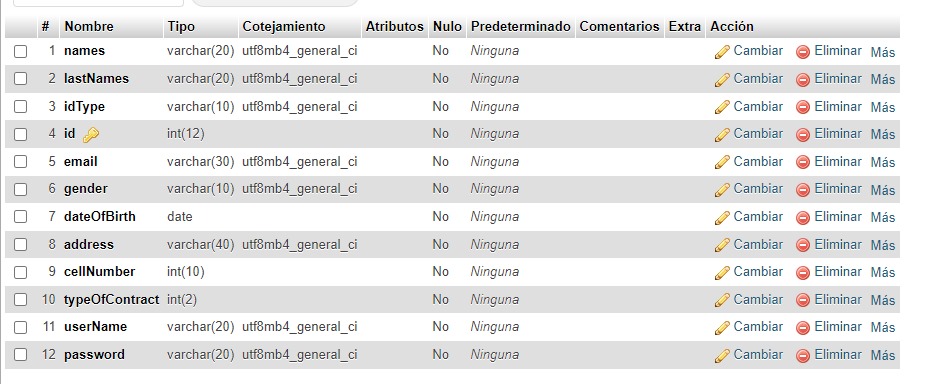 # Nombre Tipo Cotejamiento Atributos Nulo Predeterminado Comentarios Extra Acción
1 names varchar(20) utf8mb4_general_ci No Ninguna Cambiar Eliminar Más
2 lastNames varchar(20) utf8mb4_general_ci No Ninguna Cambiar Eliminar Más
3 idType varchar(10) utf8mb4_general_ci No Ninguna Cambiar Eliminar Más
4 id int(12) No Ninguna Cambiar Eliminar Más
5 email varchar(30) utf8mb4_general_ci No Ninguna Cambiar Eliminar Más
6 gender varchar(10) utf8mb4_general_ci No Ninguna Cambiar Eliminar Más
7 dateOfBirth date No Ninguna Cambiar Eliminar Más
8 address varchar(40) utf8mb4_general_ci No Ninguna Cambiar Eliminar Más
9 cellNumber int(10) No Ninguna Cambiar Eliminar Más
10 typeOfContract int(2) No Ninguna Cambiar Eliminar Más
11 userName varchar(20) utf8mb4_general_ci No Ninguna Cambiar Eliminar Más
12 password varchar(20) utf8mb4_general_ci No Ninguna Cambiar Eliminar Más